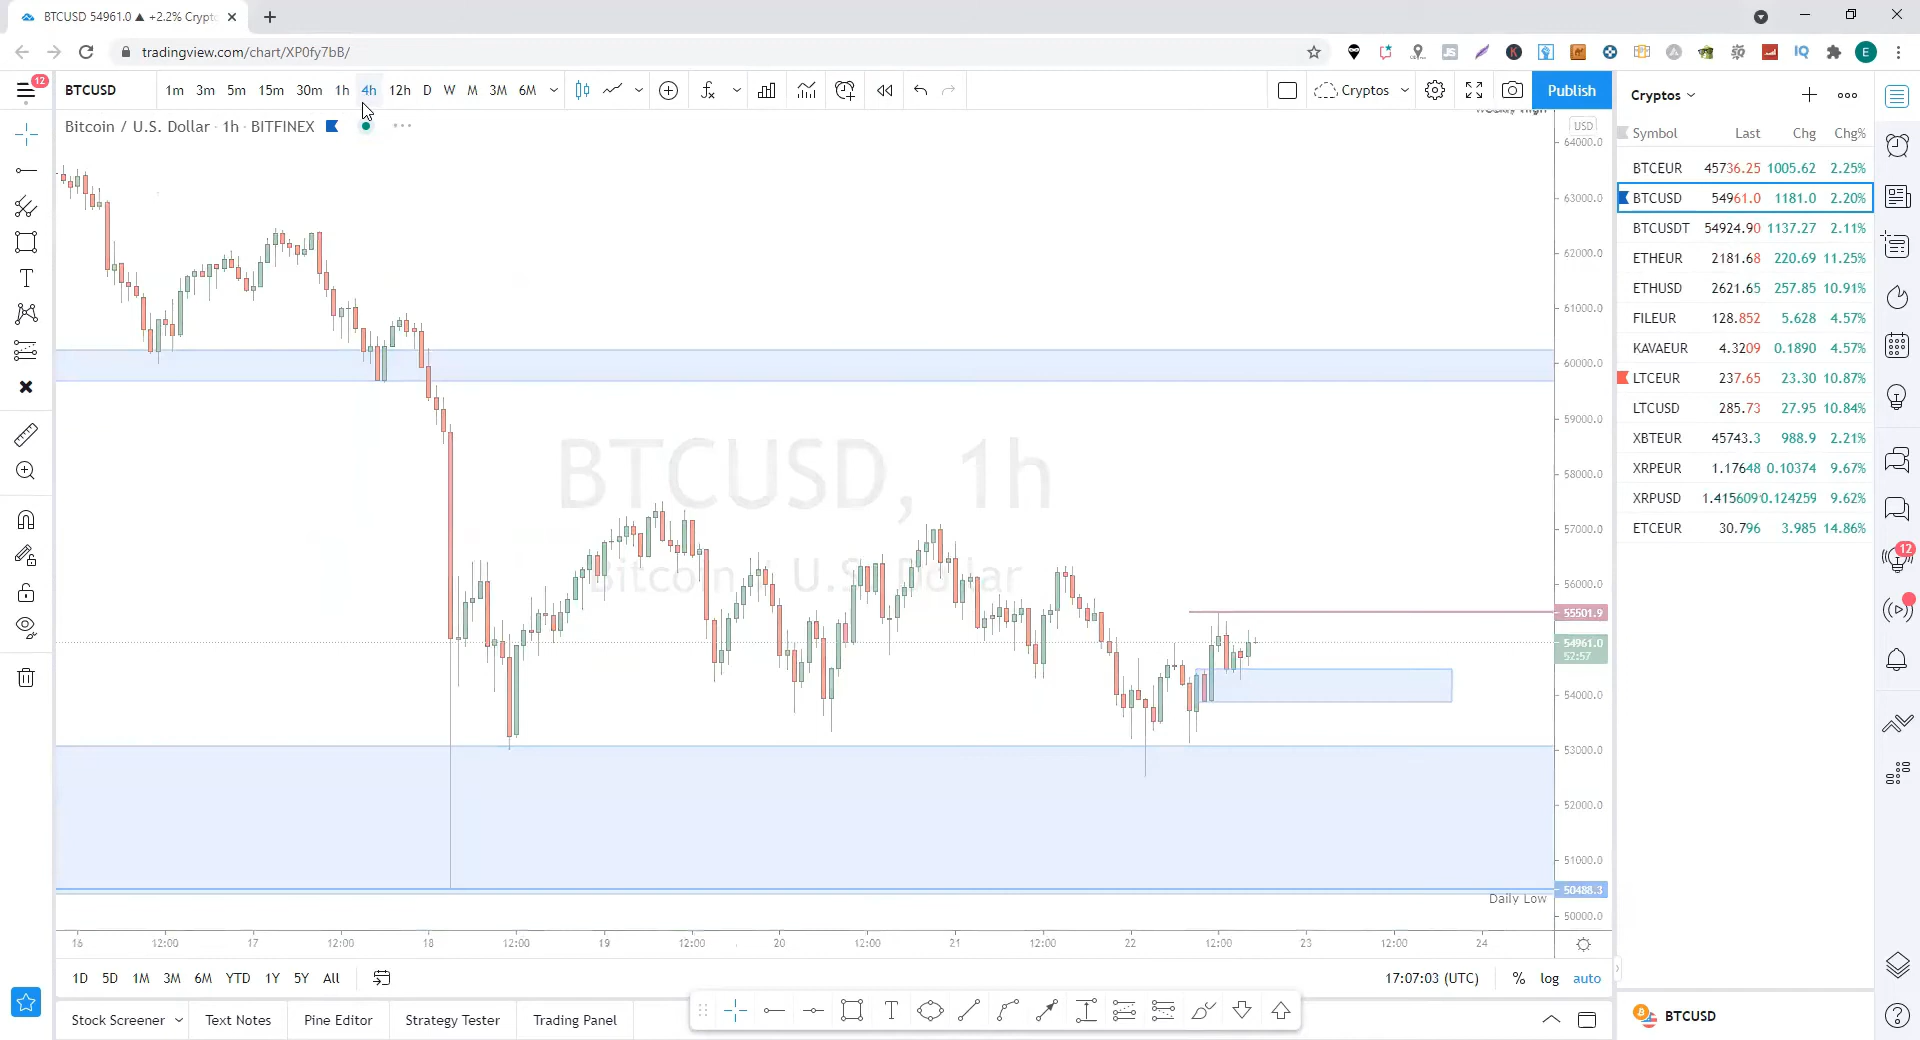 BTCUSD 54961.0 ▲ +2.2% Crypto
tradingview.com/chart/XP0fy7bB/
12
BTCUSD 1m 3m 5m 15m 30m 1h 4h 12h D W M 3M 6M Cryptos Publish
Cryptos
Bitcoin / U.S. Dollar · 1h · BITFINEX
Weekly High
USD
Symbol Last Chg Chg%
BTCEUR 45736.25 1005.62 2.25%
BTCUSD 54961.0 1181.0 2.20%
BTCUSDT 54924.90 1137.27 2.11%
ETHEUR 2181.68 220.69 11.25%
ETHUSD 2621.65 257.85 10.91%
FILEUR 128.852 5.628 4.57%
KAVAEUR 4.3209 0.1890 4.57%
LTCEUR 237.65 23.30 10.87%
LTCUSD 285.73 27.95 10.84%
XBTEUR 45743.3 988.9 2.21%
XRPEUR 1.17648 0.10374 9.67%
XRPUSD 1.415609 0.124259 9.62%
ETCEUR 30.796 3.985 14.86%
12
64000.0
63000.0
62000.0
61000.0
60000.0
59000.0
58000.0
57000.0
56000.0
55501.9
54961.0
52:57
54000.0
53000.0
52000.0
51000.0
50488.3
50000.0
BTCUSD, 1h
Bitcoin / U.S. Dollar
Daily Low
16 12:00 17 12:00 18 12:00 19 12:00 20 12:00 21 12:00 22 12:00 23 12:00 24
1D 5D 1M 3M 6M YTD 1Y 5Y All 17:07:03 (UTC) % log auto
Stock Screener Text Notes Pine Editor Strategy Tester Trading Panel
BTCUSD